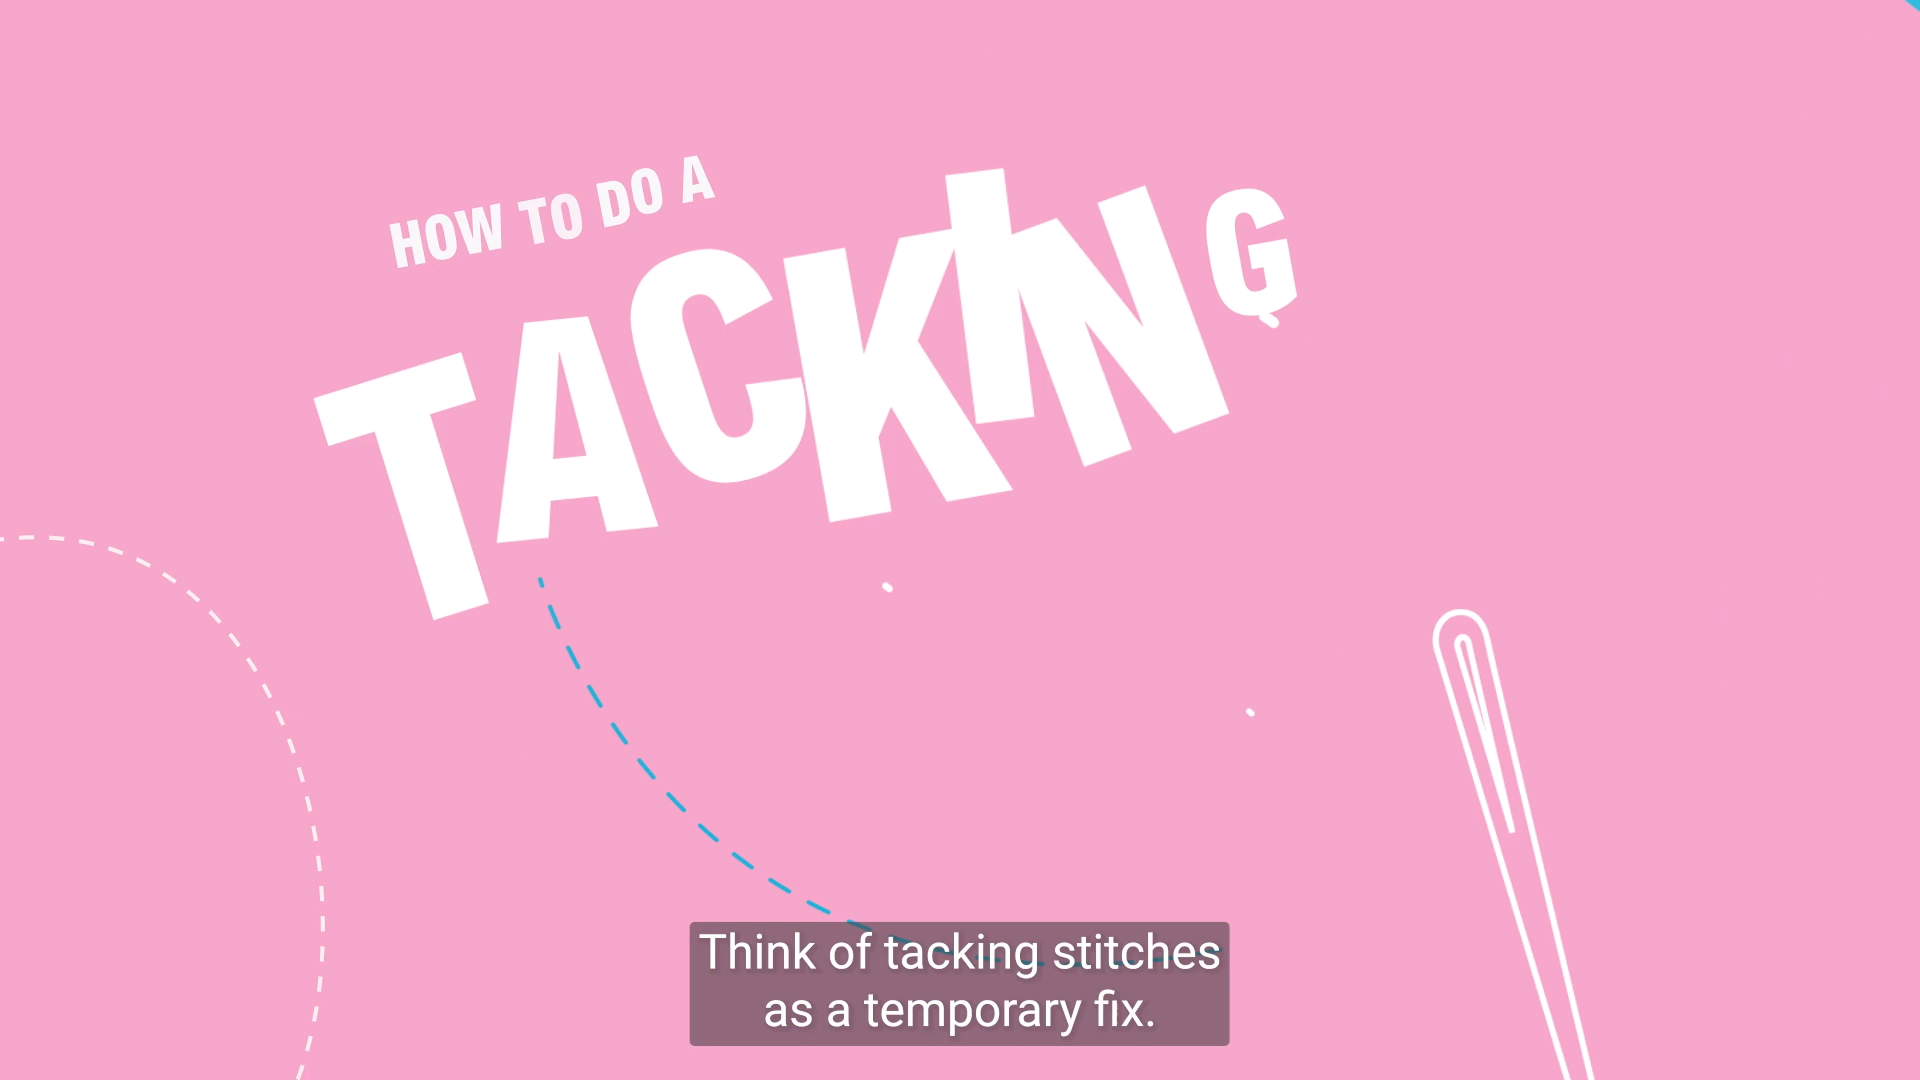 HOW TO DO A
TACKING
Think of tacking stitches
as a temporary fix.